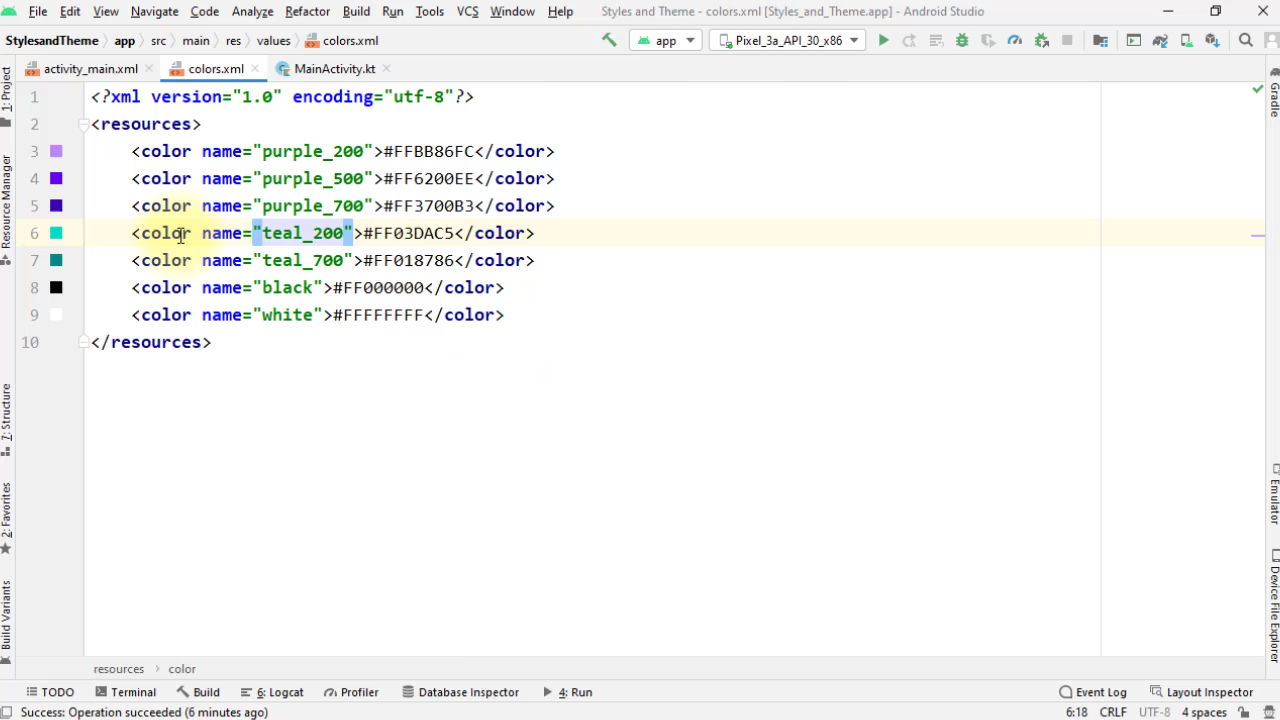 File Edit View Navigate Code Analyze Refactor Build Run Tools VCS Window Help Styles and Theme - colors.xml [Styles_and_Theme.app] - Android Studio
StylesandTheme app src main res values colors.xml app Pixel_3a_API_30_x86
activity_main.xml colors.xml MainActivity.kt
1 <?xml version="1.0" encoding="utf-8"?>
2 <resources>
3 <color name="purple_200">#FFBB86FC</color>
4 <color name="purple_500">#FF6200EE</color>
5 <color name="purple_700">#FF3700B3</color>
6 <color name="teal_200">#FF03DAC5</color>
7 <color name="teal_700">#FF018786</color>
8 <color name="black">#FF000000</color>
9 <color name="white">#FFFFFFFF</color>
10 </resources>
1: Project
Resource Manager
7: Structure
2: Favorites
Build Variants
Gradle
Emulator
Device File Explorer
resources color
TODO Terminal Build 6: Logcat Profiler Database Inspector 4: Run Event Log Layout Inspector
Success: Operation succeeded (6 minutes ago) 6:18 CRLF UTF-8 4 spaces